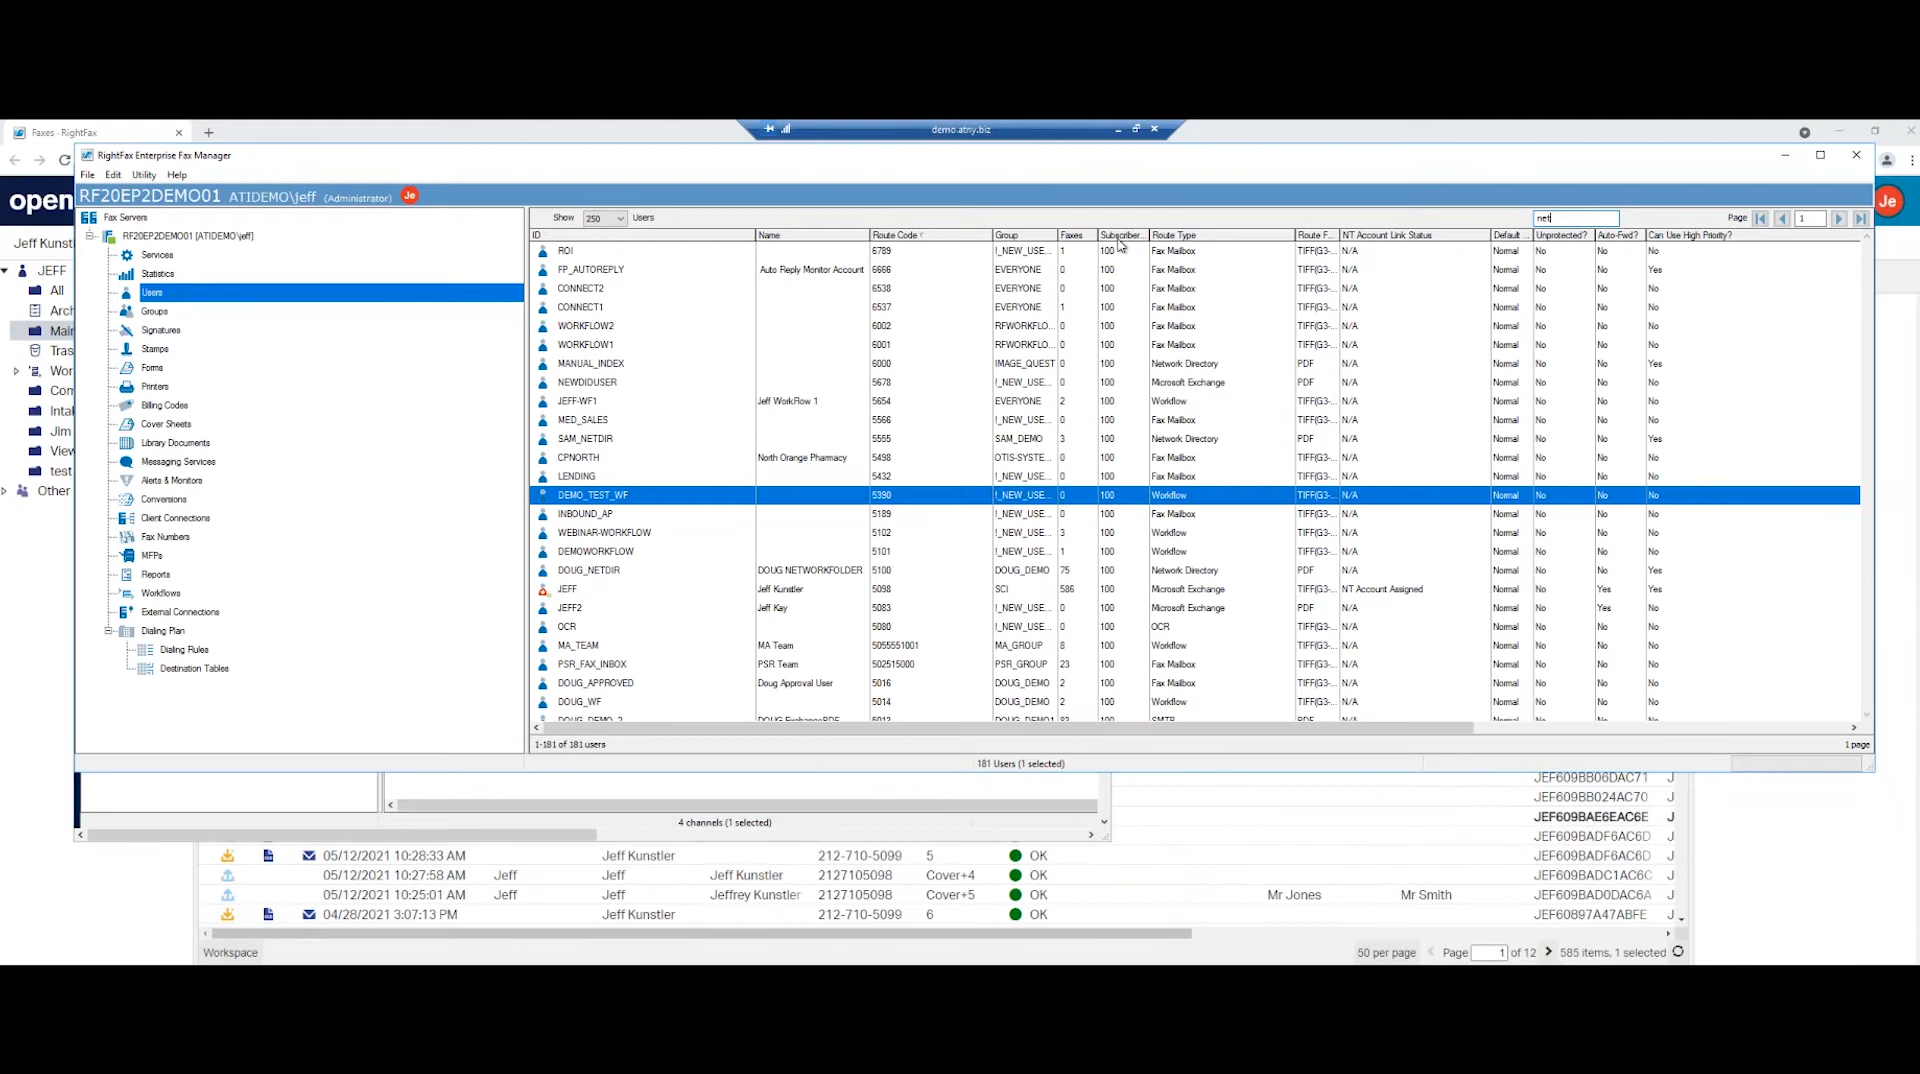 Faxes - RightFax
demo.atny.biz
RightFax Enterprise Fax Manager
File Edit Utility Help
open
RF20EP2DEMO01 ATIDEMO\jeff (Administrator) Je
Je
Jeff Kunst
JEFF
All
Arch
Main
Tras
Wor
Com
Intak
Jim
View
test
Other
Fax Servers
RF20EP2DEMO01 [ATIDEMO\jeff]
Services
Statistics
Users
Groups
Signatures
Stamps
Forms
Printers
Billing Codes
Cover Sheets
Library Documents
Messaging Services
Alerts & Monitors
Conversions
Client Connections
Fax Numbers
MFPs
Reports
Workflows
External Connections
Dialing Plan
Dialing Rules
Destination Tables
Show 250 Users net Page 1
ID Name Route Code Group Faxes Subscriber... Route Type Route F... NT Account Link Status Default ... Unprotected? Auto-Fwd? Can Use High Priority?
ROI 6789 !_NEW_USE... 1 100 Fax Mailbox TIFF(G3-... N/A Normal No No No
FP_AUTOREPLY Auto Reply Monitor Account 6666 EVERYONE 0 100 Fax Mailbox TIFF(G3-... N/A Normal No No Yes
CONNECT2 6538 EVERYONE 0 100 Fax Mailbox TIFF(G3-... N/A Normal No No No
CONNECT1 6537 EVERYONE 1 100 Fax Mailbox TIFF(G3-... N/A Normal No No No
WORKFLOW2 6002 RFWORKFLO... 0 100 Fax Mailbox TIFF(G3-... N/A Normal No No No
WORKFLOW1 6001 RFWORKFLO... 0 100 Fax Mailbox TIFF(G3-... N/A Normal No No No
MANUAL_INDEX 6000 IMAGE_QUEST 0 100 Network Directory PDF N/A Normal No No Yes
NEWDIDUSER 5678 !_NEW_USE... 0 100 Microsoft Exchange PDF N/A Normal No No No
JEFF-WF1 Jeff WorkFlow 1 5654 EVERYONE 2 100 Workflow TIFF(G3-... N/A Normal No No No
MED_SALES 5566 !_NEW_USE... 0 100 Fax Mailbox TIFF(G3-... N/A Normal No No No
SAM_NETDIR 5555 SAM_DEMO 3 100 Network Directory PDF N/A Normal No No Yes
CPNORTH North Orange Pharmacy 5498 OTIS-SYSTE... 0 100 Fax Mailbox TIFF(G3-... N/A Normal No No No
LENDING 5432 !_NEW_USE... 0 100 Fax Mailbox TIFF(G3-... N/A Normal No No No
DEMO_TEST_WF 5390 !_NEW_USE... 0 100 Workflow TIFF(G3-... N/A Normal No No No
INBOUND_AP 5189 !_NEW_USE... 0 100 Fax Mailbox TIFF(G3-... N/A Normal No No No
WEBINAR-WORKFLOW 5102 !_NEW_USE... 3 100 Workflow TIFF(G3-... N/A Normal No No No
DEMOWORKFLOW 5101 !_NEW_USE... 1 100 Workflow TIFF(G3-... N/A Normal No No No
DOUG_NETDIR DOUG NETWORKFOLDER 5100 DOUG_DEMO 75 100 Network Directory PDF N/A Normal No No Yes
JEFF Jeff Kunstler 5098 SCI 586 100 Microsoft Exchange TIFF(G3-... NT Account Assigned Normal No Yes Yes
JEFF2 Jeff Kay 5083 !_NEW_USE... 0 100 Microsoft Exchange PDF N/A Normal No Yes No
OCR 5080 !_NEW_USE... 0 100 OCR TIFF(G3-... N/A Normal No No No
MA_TEAM MA Team 5055551001 MA_GROUP 8 100 Workflow TIFF(G3-... N/A Normal No No No
PSR_FAX_INBOX PSR Team 502515000 PSR_GROUP 23 100 Fax Mailbox TIFF(G3-... N/A Normal No No No
DOUG_APPROVED Doug Approval User 5016 DOUG_DEMO 2 100 Fax Mailbox TIFF(G3-... N/A Normal No No No
DOUG_WF 5014 DOUG_DEMO 2 100 Workflow TIFF(G3-... N/A Normal No No No
DOUG_DEMO_2 DOUG ExchangePDF 5013 DOUG_DEMO1 83 100 SMTP PDF N/A Normal No No No
1-181 of 181 users 1 page
181 Users (1 selected)
JEF609BB06DAC71 J
JEF609BB024AC70 J
JEF609BAE6EAC6E J
JEF609BADF6AC6D J
4 channels (1 selected)
05/12/2021 10:28:33 AM Jeff Kunstler 212-710-5099 5 OK JEF609BADF6AC6D J
05/12/2021 10:27:58 AM Jeff Jeff Jeff Kunstler 2127105098 Cover+4 OK JEF609BADC1AC6C J
05/12/2021 10:25:01 AM Jeff Jeff Jeffrey Kunstler 2127105098 Cover+5 OK Mr Jones Mr Smith JEF609BAD0DAC6A J
04/28/2021 3:07:13 PM Jeff Kunstler 212-710-5099 6 OK JEF60897A47ABFE J
Workspace 50 per page Page 1 of 12 585 items, 1 selected